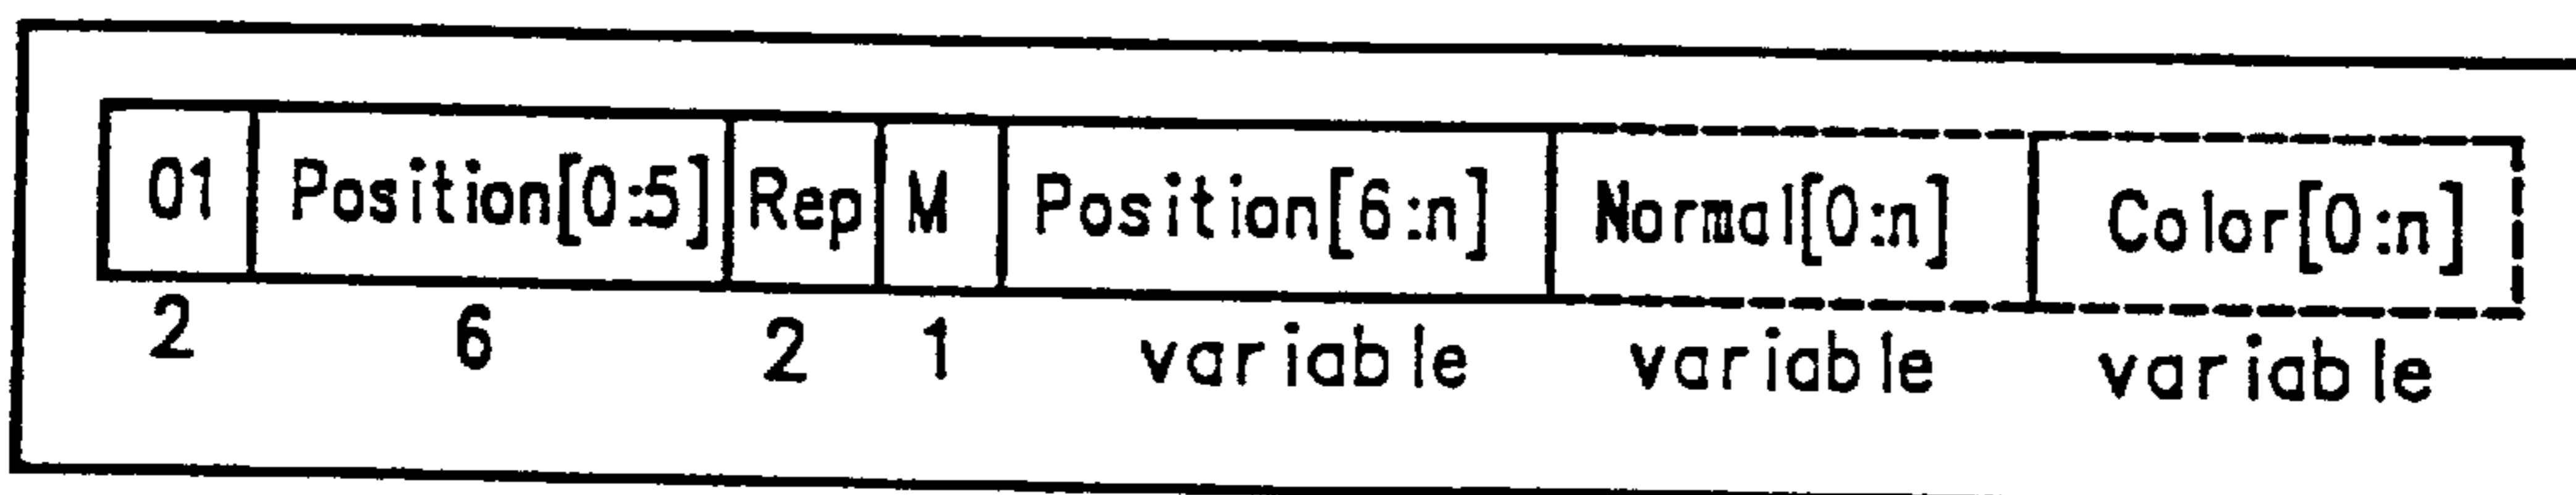 01 Position[0:5] Rep M Position[6:n] Normal[0:n] Color[0:n]
2 6 2 1 variable variable variable